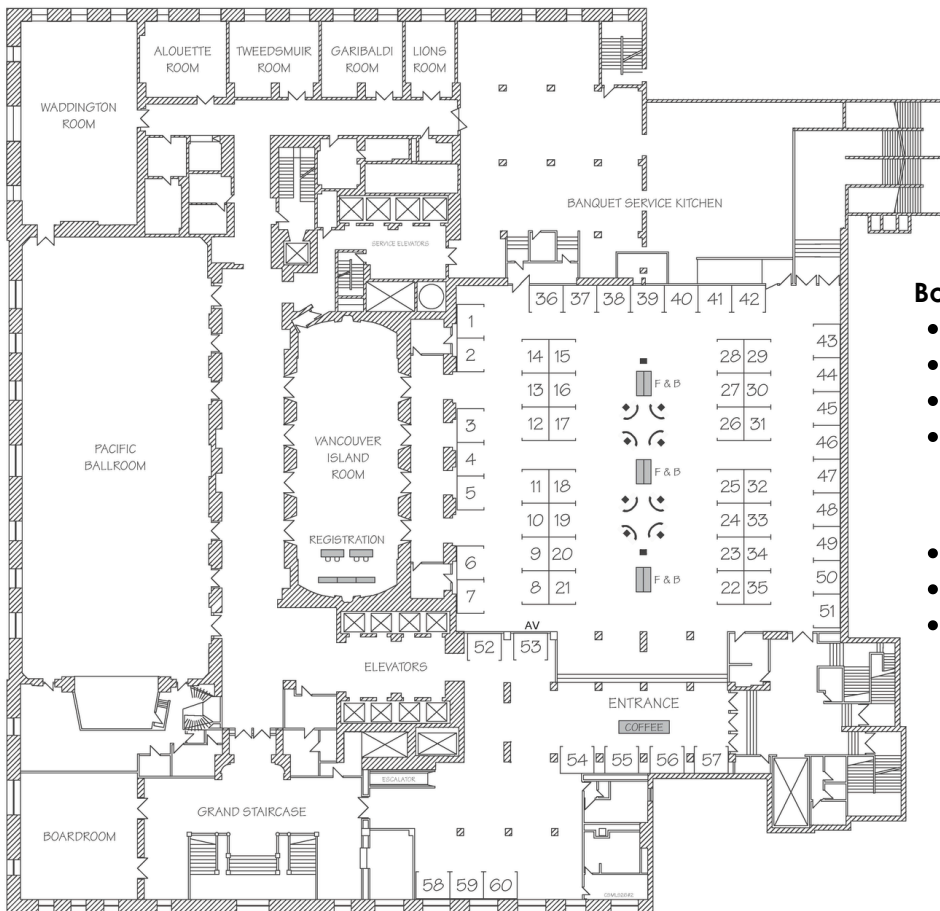 ALOUETTE
ROOM
TWEEDSMUIR
ROOM
GARIBALDI
ROOM
LIONS
ROOM
WADDINGTON
ROOM
BANQUET SERVICE KITCHEN
SERVICE ELEVATORS
Bo
36 37 38 39 40 41 42
1
2
3
4
5
6
7
14 15
13 16
12 17
11 18
10 19
9 20
8 21
F & B
F & B
F & B
28 29
27 30
26 31
25 32
24 33
23 34
22 35
43
44
45
46
47
48
49
50
51
PACIFIC
BALLROOM
VANCOUVER
ISLAND
ROOM
REGISTRATION
AV
52 53
ELEVATORS
ENTRANCE
COFFEE
54 55 56 57
ESCALATOR
GRAND STAIRCASE
BOARDROOM
58 59 60